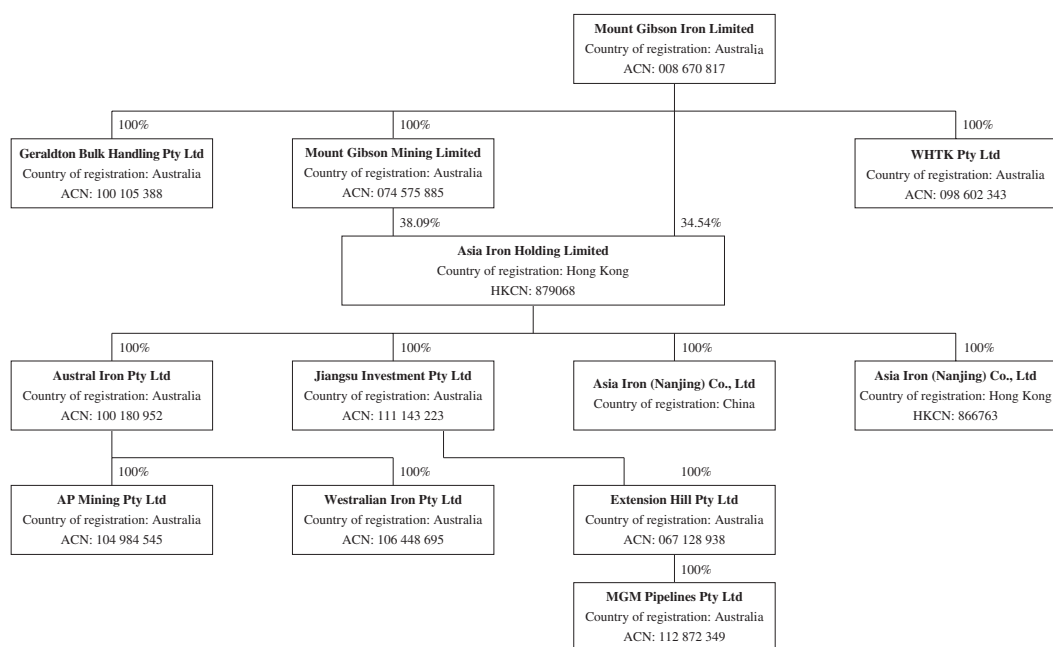 Mount Gibson Iron Limited
Country of registration: Australia
ACN: 008 670 817
100%
100%
100%
Geraldton Bulk Handling Pty Ltd
Country of registration: Australia
ACN: 100 105 388
Mount Gibson Mining Limited
Country of registration: Australia
ACN: 074 575 885
WHTK Pty Ltd
Country of registration: Australia
ACN: 098 602 343
38.09%
34.54%
Asia Iron Holding Limited
Country of registration: Hong Kong
HKCN: 879068
100%
100%
100%
100%
Austral Iron Pty Ltd
Country of registration: Australia
ACN: 100 180 952
Jiangsu Investment Pty Ltd
Country of registration: Australia
ACN: 111 143 223
Asia Iron (Nanjing) Co., Ltd
Country of registration: China
Asia Iron (Nanjing) Co., Ltd
Country of registration: Hong Kong
HKCN: 866763
100%
100%
100%
AP Mining Pty Ltd
Country of registration: Australia
ACN: 104 984 545
Westralian Iron Pty Ltd
Country of registration: Australia
ACN: 106 448 695
Extension Hill Pty Ltd
Country of registration: Australia
ACN: 067 128 938
100%
MGM Pipelines Pty Ltd
Country of registration: Australia
ACN: 112 872 349